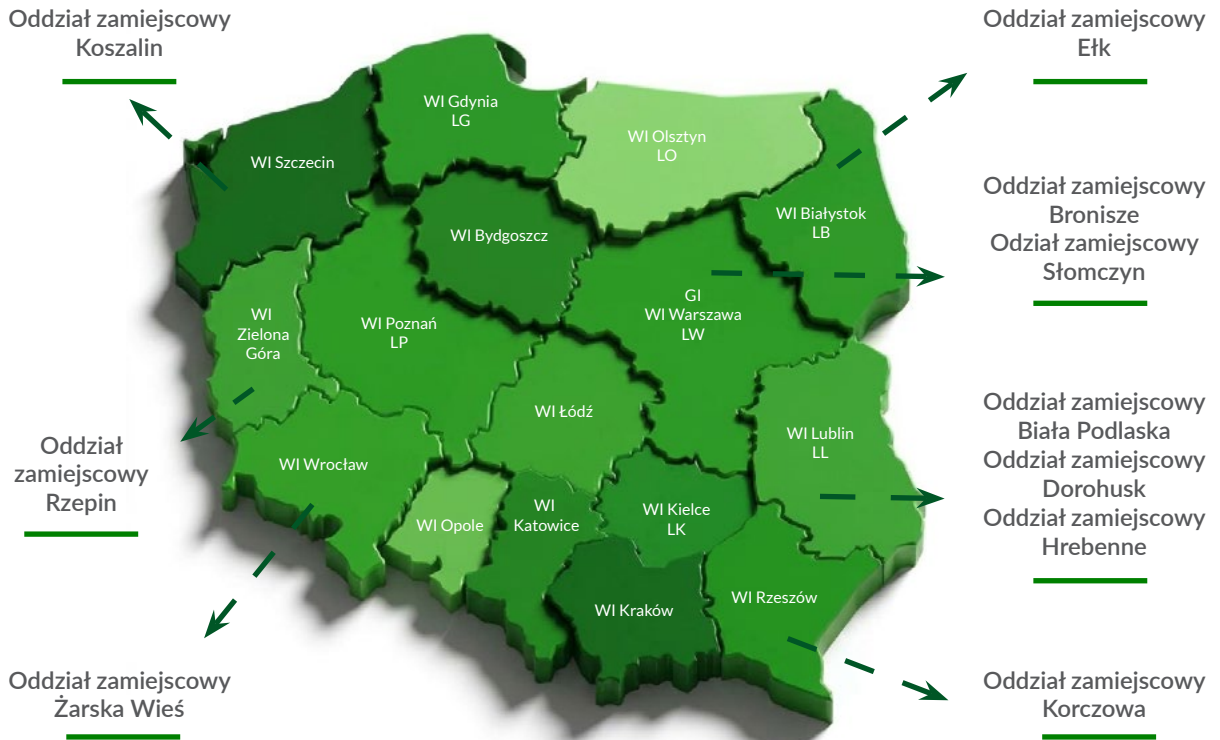 Oddział zamiejscowy
Koszalin
Oddział zamiejscowy
Ełk
WI Gdynia
LG
WI Olsztyn
LO
WI Szczecin
Oddział zamiejscowy
Bronisze
Odział zamiejscowy
Słomczyn
WI Białystok
LB
WI Bydgoszcz
GI
WI Warszawa
LW
WI
Zielona
Góra
WI Poznań
LP
WI Łódź
Oddział zamiejscowy
Biała Podlaska
Oddział zamiejscowy
Dorohusk
Oddział zamiejscowy
Hrebenne
WI Lublin
LL
Oddział
zamiejscowy
Rzepin
WI Wrocław
WI Opole
WI
Katowice
WI Kielce
LK
WI Kraków
WI Rzeszów
Oddział zamiejscowy
Żarska Wieś
Oddział zamiejscowy
Korczowa